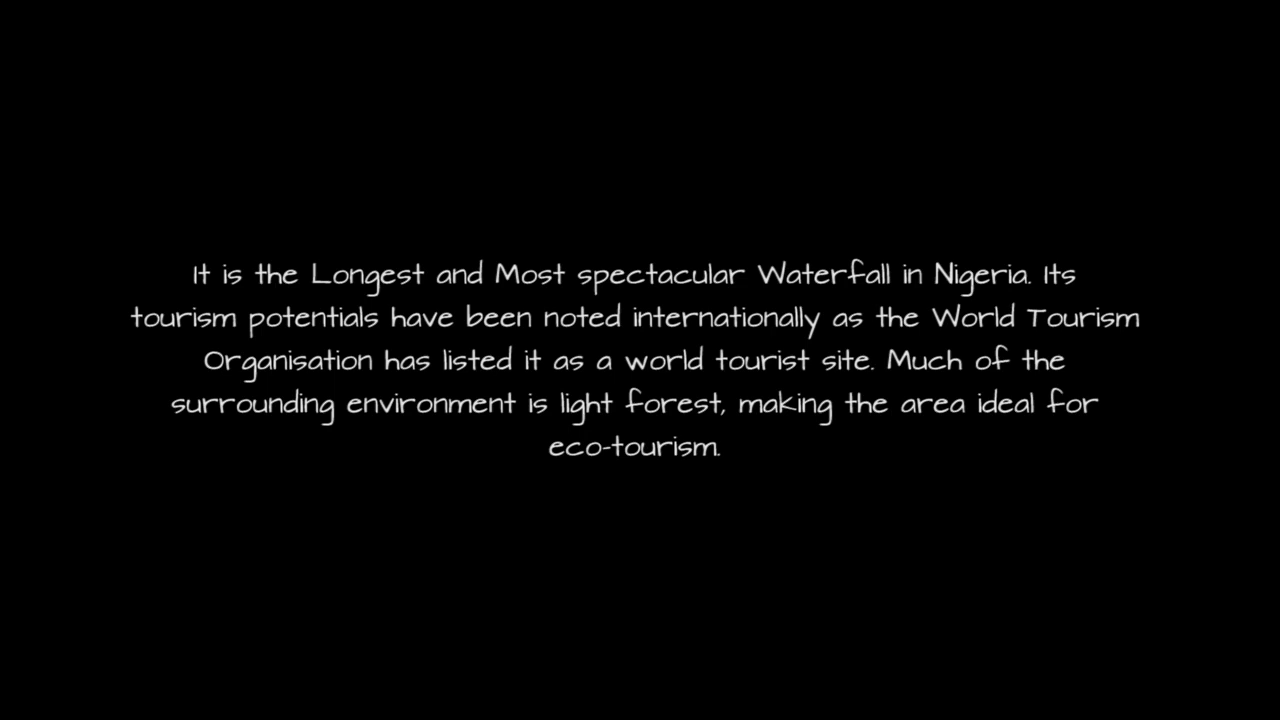 It is the Longest and Most spectacular Waterfall in Nigeria. Its
tourism potentials have been noted internationally as the World Tourism
Organisation has listed it as a world tourist site. Much of the
surrounding environment is light forest, making the area ideal for
eco-tourism.